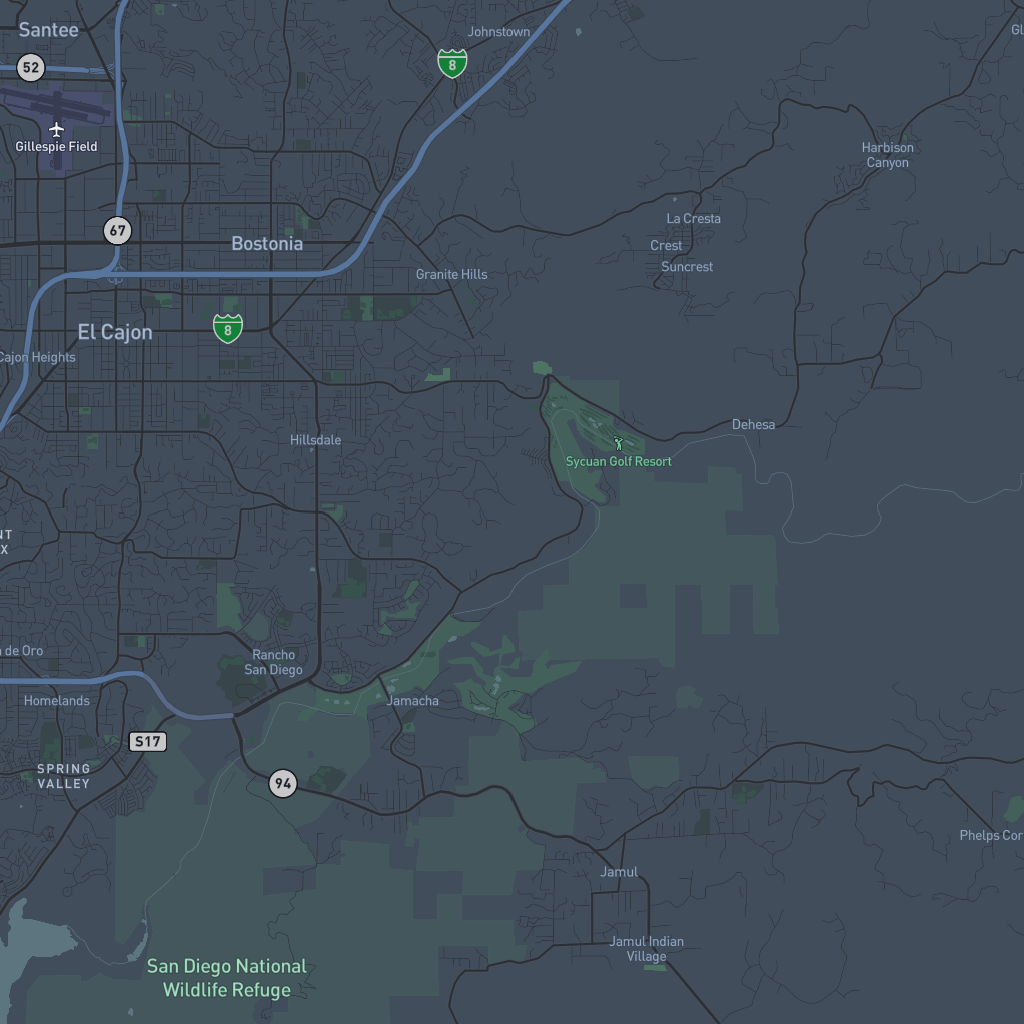 Santee
Johnstown
Gl
52
8
Gillespie Field
Harbison
Canyon
67
La Cresta
Bostonia
Crest
Suncrest
Granite Hills
El Cajon
8
Cajon Heights
Dehesa
Hillsdale
Sycuan Golf Resort
NT
X
a de Oro
Rancho
San Diego
Homelands
Jamacha
S17
SPRING
VALLEY
94
Phelps Cor
Jamul
Jamul Indian
Village
San Diego National
Wildlife Refuge